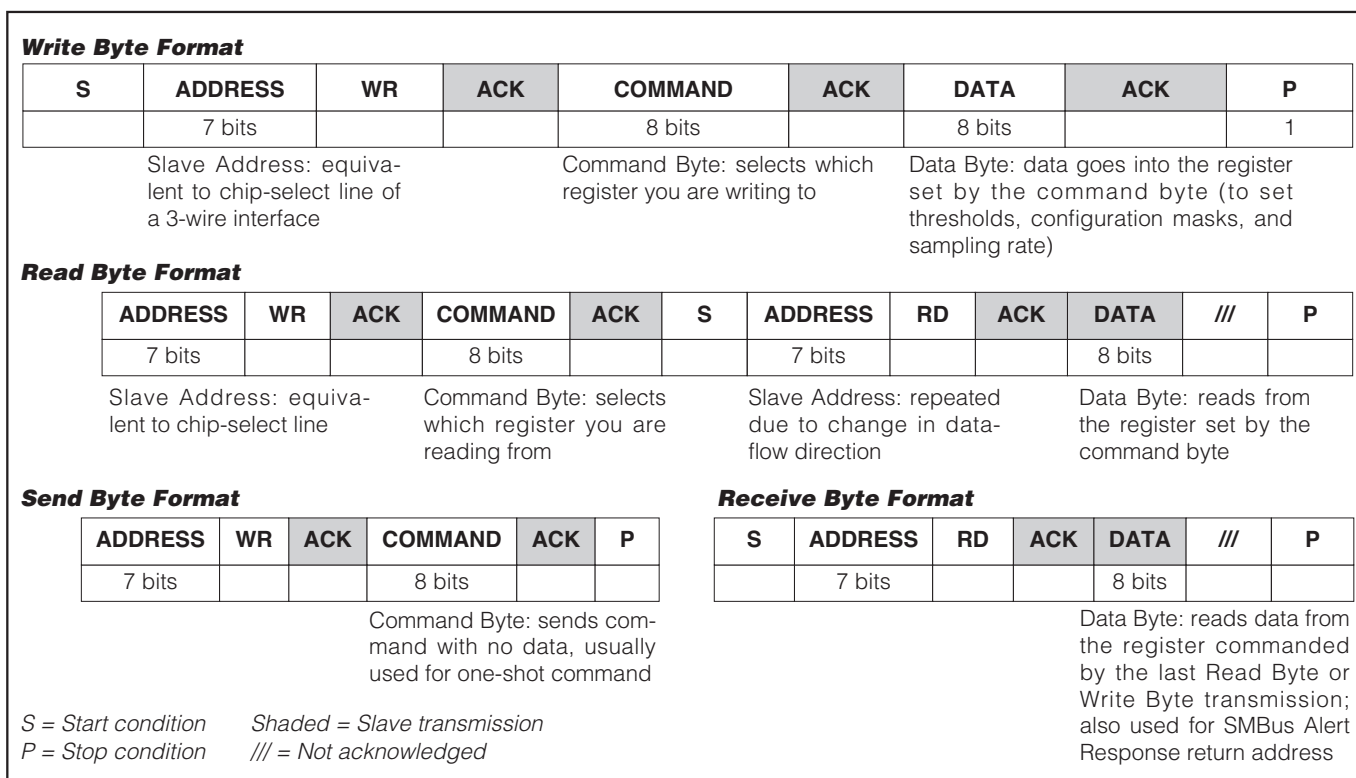 Write Byte Format
S ADDRESS WR ACK COMMAND ACK DATA ACK P
7 bits 8 bits 8 bits 1
Slave Address: equiva-
lent to chip-select line of
a 3-wire interface
Command Byte: selects which
register you are writing to
Data Byte: data goes into the register
set by the command byte (to set
thresholds, configuration masks, and
sampling rate)
Read Byte Format
ADDRESS WR ACK COMMAND ACK S ADDRESS RD ACK DATA /// P
7 bits 8 bits 7 bits 8 bits
Slave Address: equiva-
lent to chip-select line
Command Byte: selects
which register you are
reading from
Slave Address: repeated
due to change in data-
flow direction
Data Byte: reads from
the register set by the
command byte
Send Byte Format
ADDRESS WR ACK COMMAND ACK P
7 bits 8 bits
Command Byte: sends com-
mand with no data, usually
used for one-shot command
Receive Byte Format
S ADDRESS RD ACK DATA /// P
7 bits 8 bits
Data Byte: reads data from
the register commanded
by the last Read Byte or
Write Byte transmission;
also used for SMBus Alert
Response return address
S = Start condition Shaded = Slave transmission
P = Stop condition /// = Not acknowledged